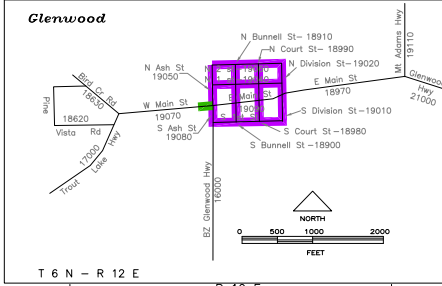 Glenwood
N Bunnell St-18910
N Court St-18990
N Division St-19020
N Ash St
19050
Mt Adams Hwy
19110
Bird Cr Rd
18630
Pine
18620
Vista Rd
E Main St
18970
Glenwood
Hwy
21000
W Main St
19070
E Main St
S Ash St
19080
S Division St-19010
S Court St-18980
S Bunnell St-18900
17000
Trout Lake Hwy
BZ Glenwood Hwy
16000
NORTH
0 500 1000 2000
FEET
T 6 N - R 12 E